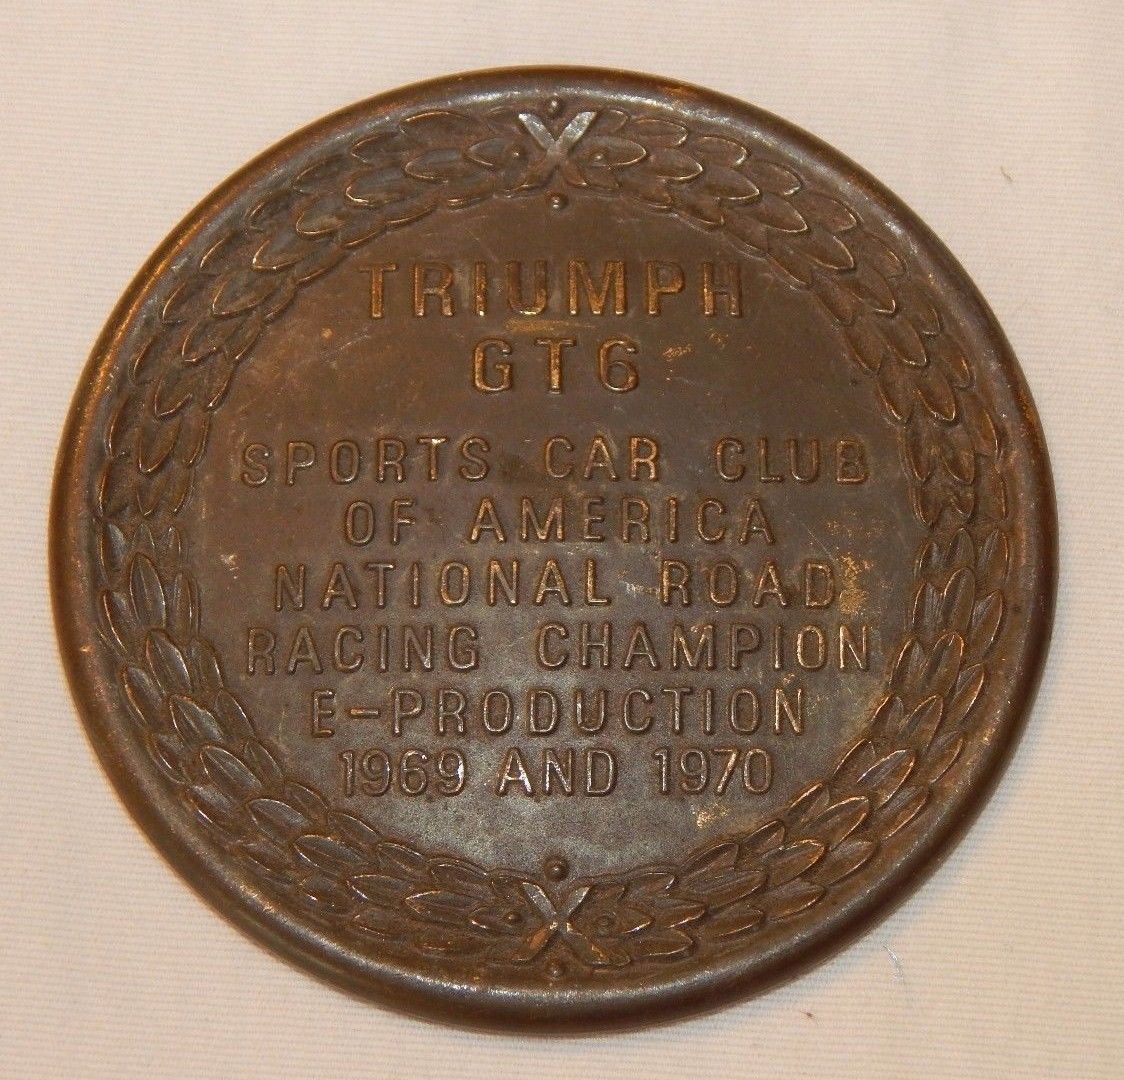 TRIUMPH
GT6
SPORTS CAR CLUB
OF AMERICA
NATIONAL ROAD
RACING CHAMPION
E-PRODUCTION
1969 AND 1970